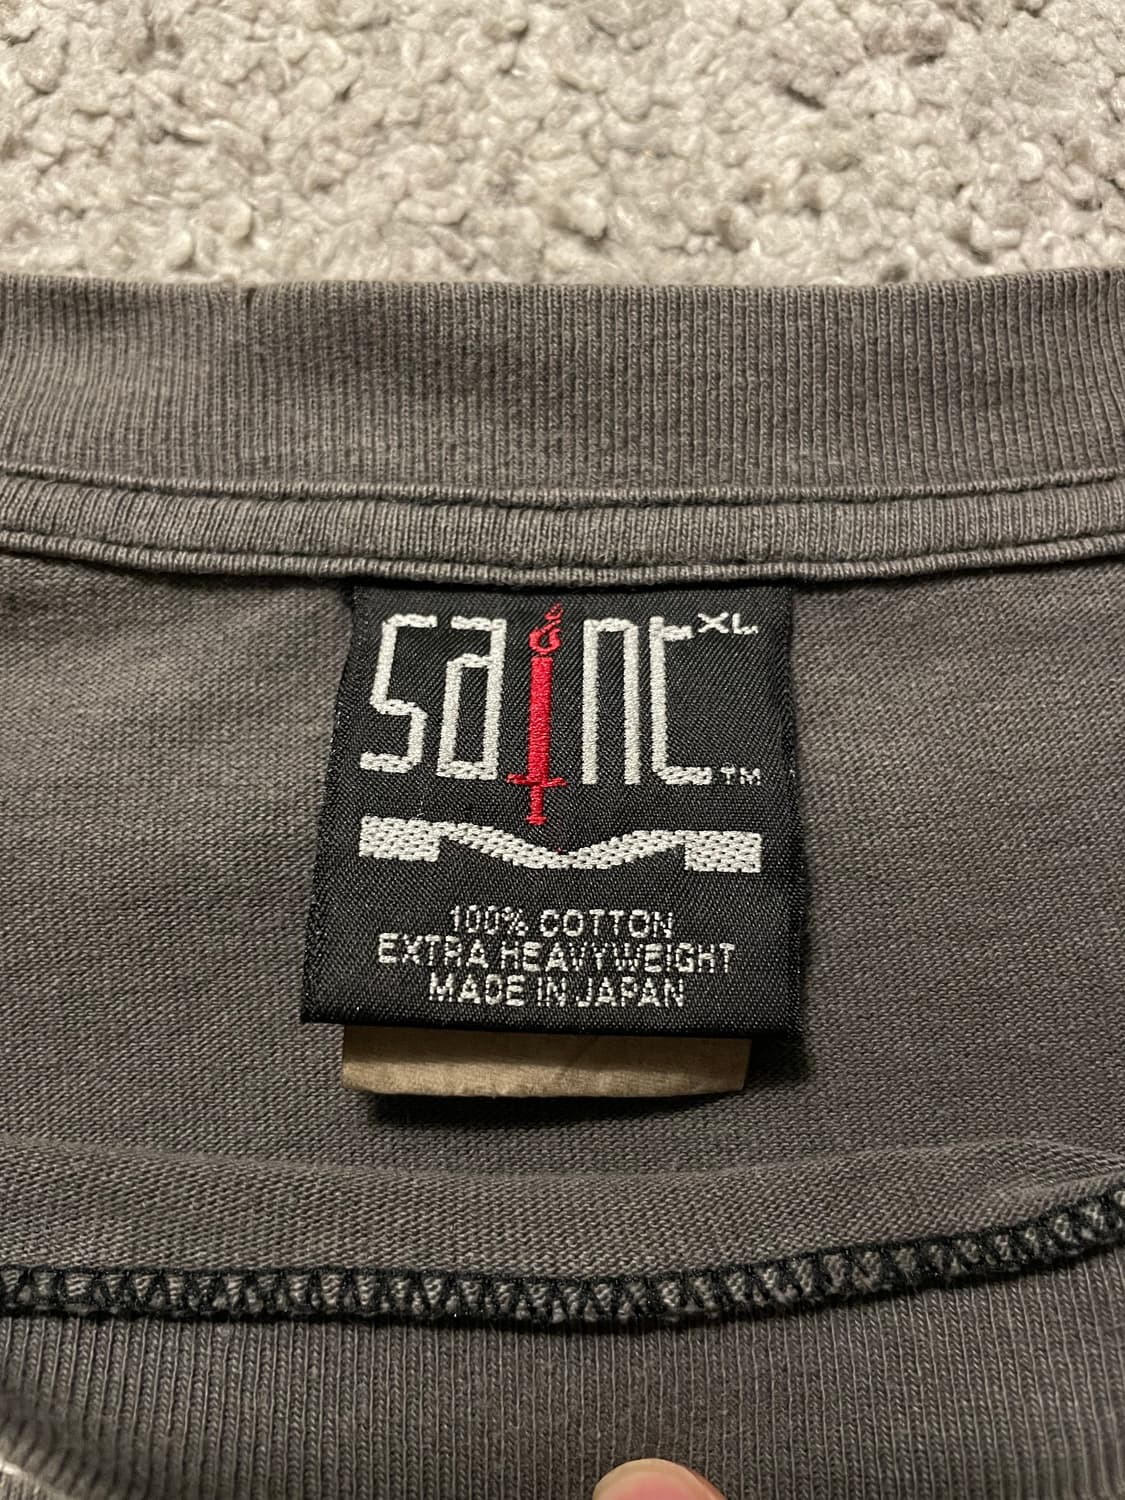 saint XL
TM
100% COTTON
EXTRA HEAVYWEIGHT
MADE IN JAPAN